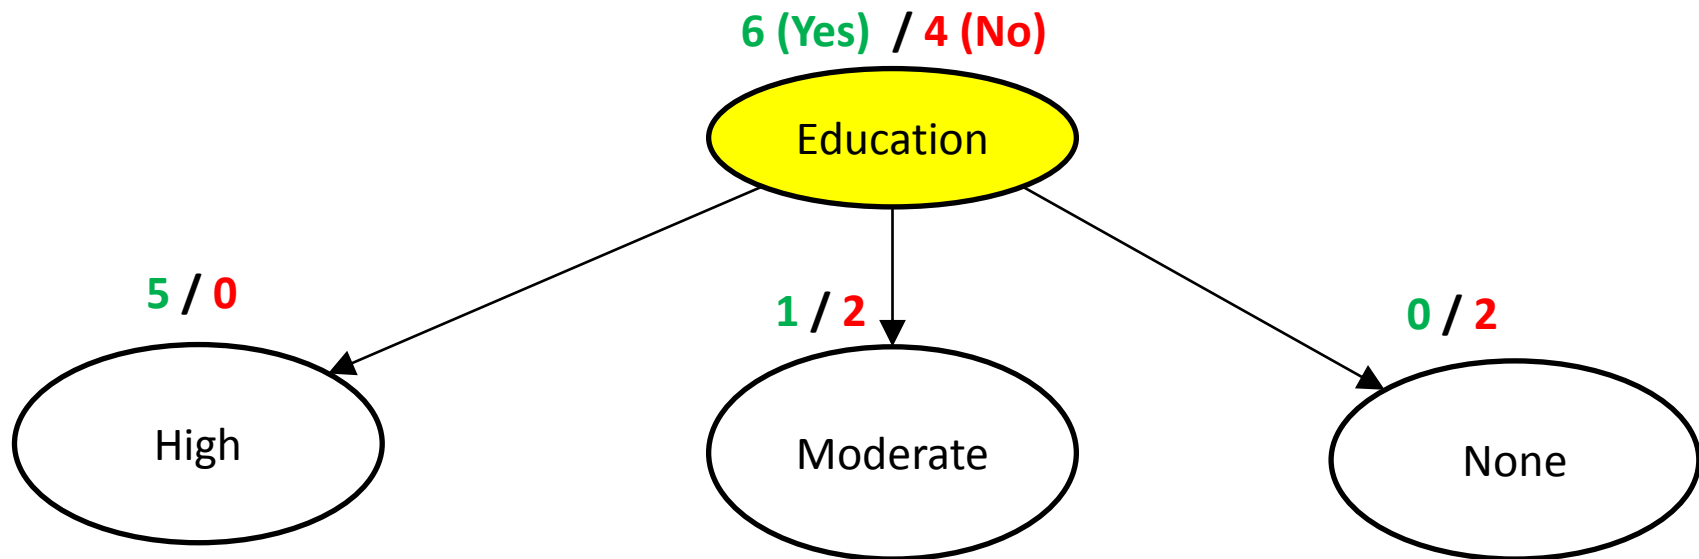 6 (Yes) / 4 (No)
Education
5 / 0
1 / 2
0 / 2
High
Moderate
None